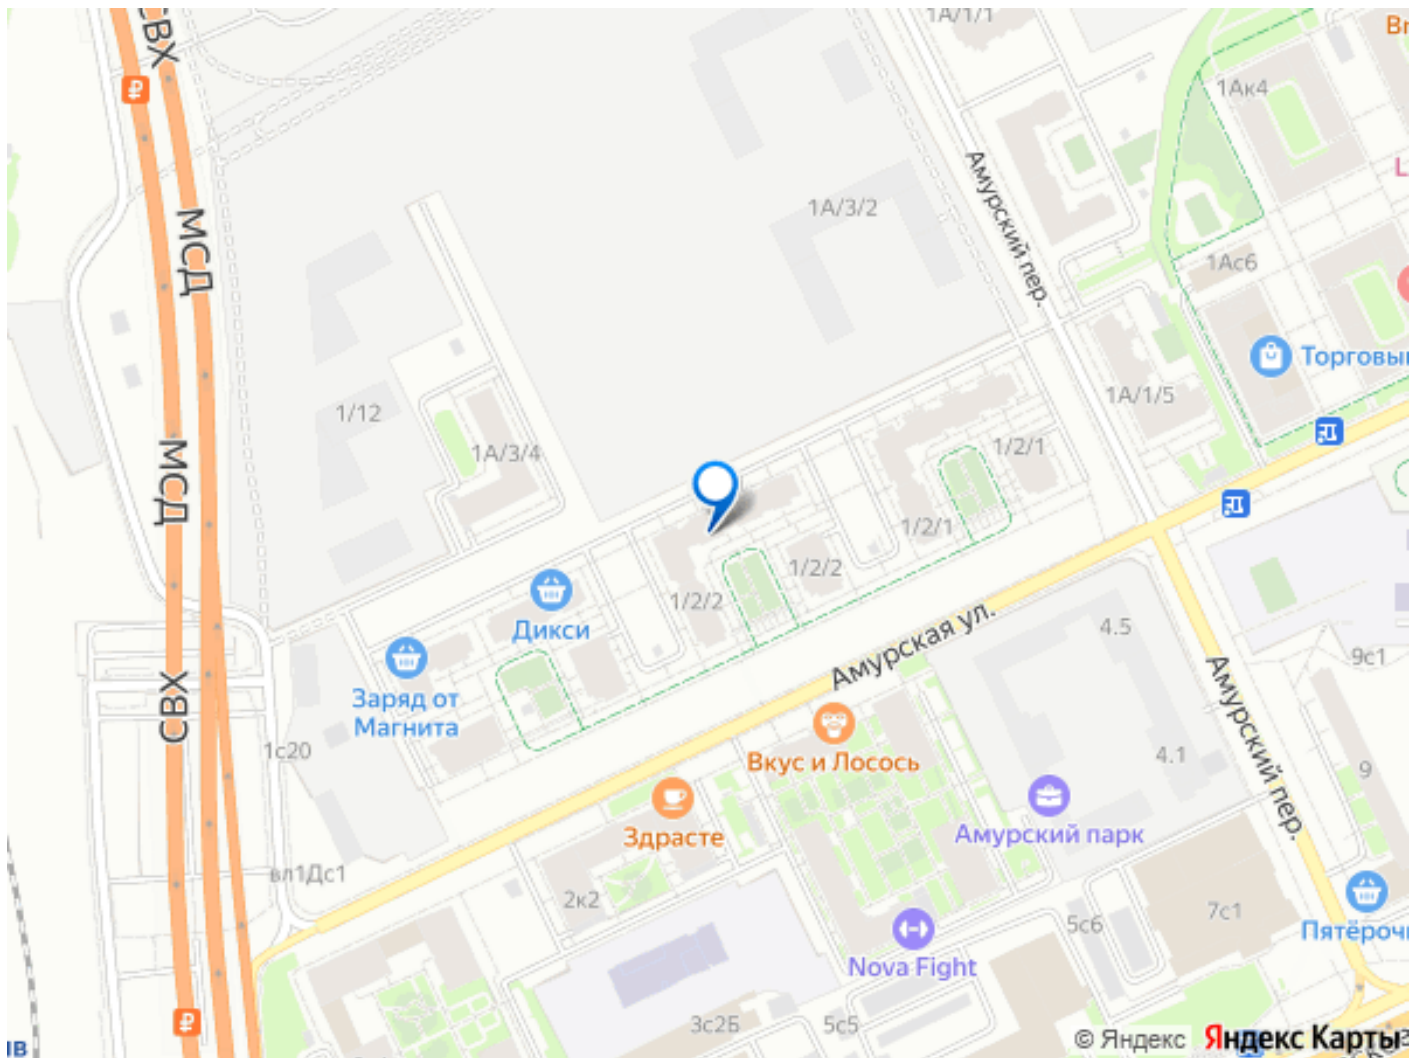 СВХ
1А/1/1
1Ак4
Амурский пер.
МСД
1А/3/2
1Ас6
Торговы
1/12
1А/3/4
1А/1/5
1/2/1
МСД
1/2/1
1/2/2
1/2/2
Дикси
Амурская ул.
4.5
9с1
Заряд от
Магнита
СВХ
1с20
Амурский пер.
Вкус и Лосось
4.1
9
Здрасте
Амурский парк
вл1Дс1
2к2
5с6
7с1
Пятёроч
Nova Fight
3с2Б
5с5
© Яндекс
Яндекс Карты